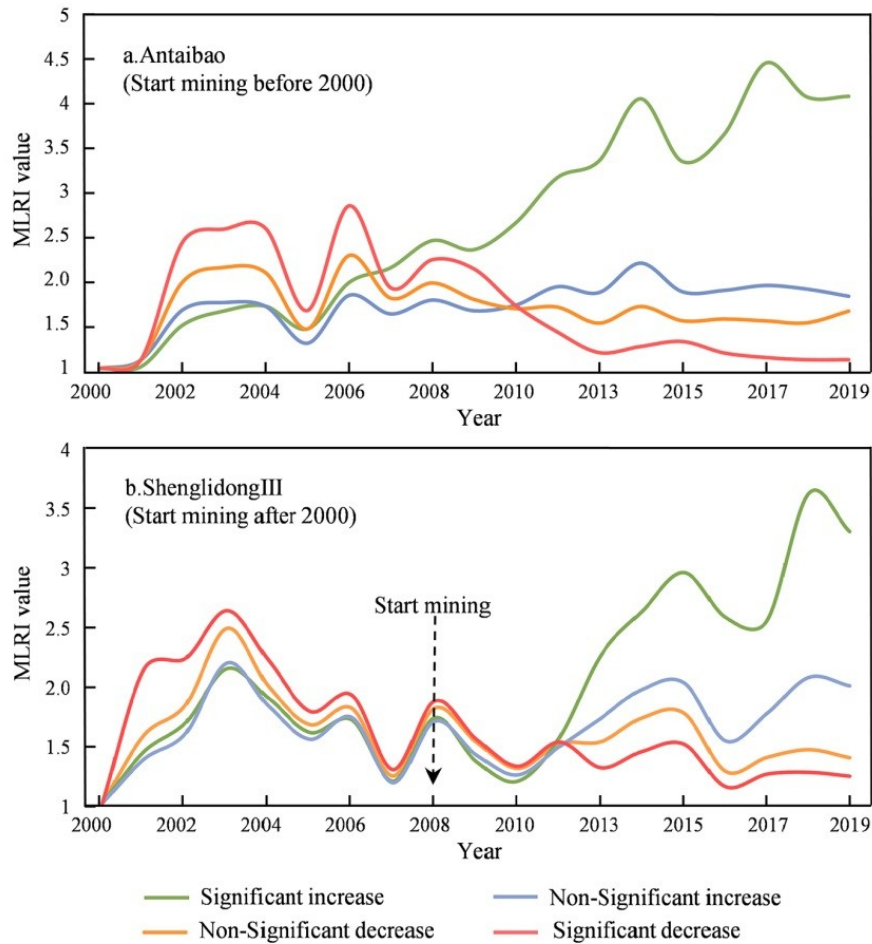 5
4.5
4
3.5
3
2.5
2.0
1.5
1
MLRI value
a.Antaibao
(Start mining before 2000)
2000 2002 2004 2006 2008 2010 2013 2015 2017 2019
Year
4
3.5
3
2.5
2.0
1.5
1
MLRI value
b.ShenglidongIII
(Start mining after 2000)
Start mining
2000 2002 2004 2006 2008 2010 2013 2015 2017 2019
Year
Significant increase Non-Significant increase
Non-Significant decrease Significant decrease